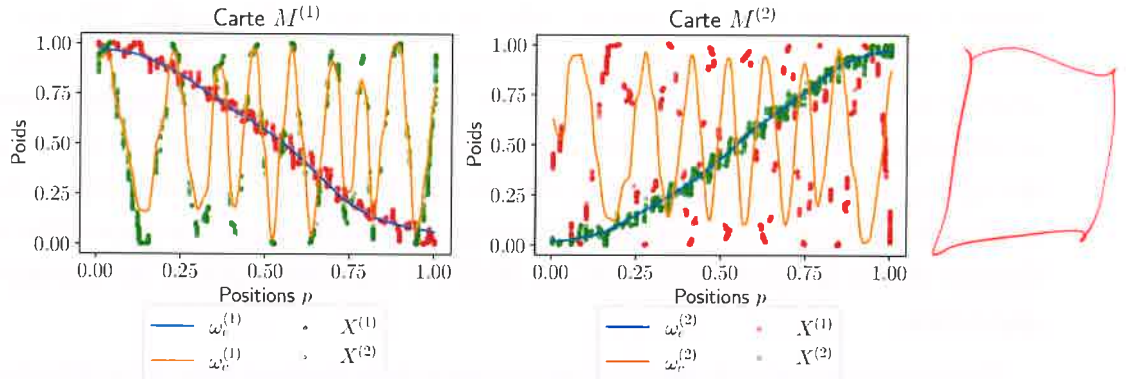 Carte M^(1)
Poids
1.00
0.75
0.50
0.25
0.00
0.00 0.25 0.50 0.75 1.00
Positions p
ω_e^(1) X^(1)
ω_c^(1) X^(2)
Carte M^(2)
Poids
1.00
0.75
0.50
0.25
0.00
0.00 0.25 0.50 0.75 1.00
Positions p
ω_e^(2) X^(1)
ω_c^(2) X^(2)